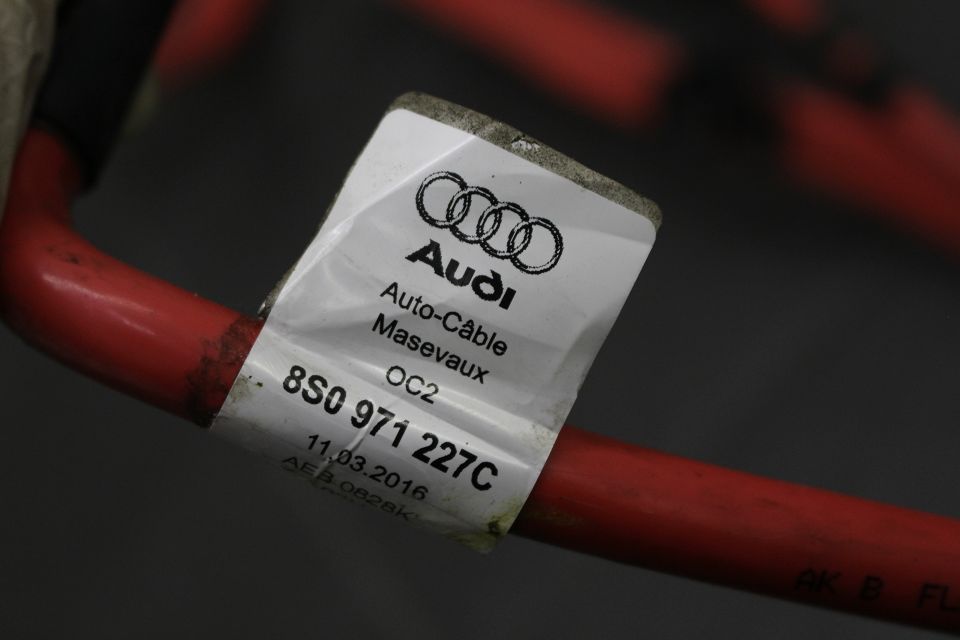 Audi
Auto-Câble
Masevaux
OC2
8S0 971 227C
11.03.2016
AK B